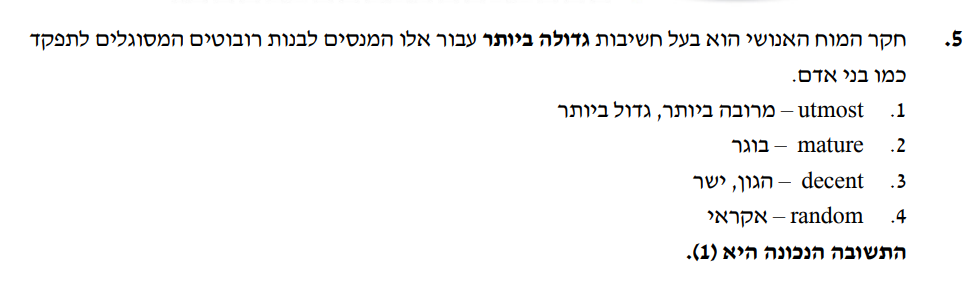 5. חקר המוח האנושי הוא בעל חשיבות גדולה ביותר עבור אלו המנסים לבנות רובוטים המסוגלים לתפקד
כמו בני אדם.
1. utmost – מרובה ביותר, גדול ביותר
2. mature – בוגר
3. decent – הגון, ישר
4. random – אקראי
התשובה הנכונה היא (1).